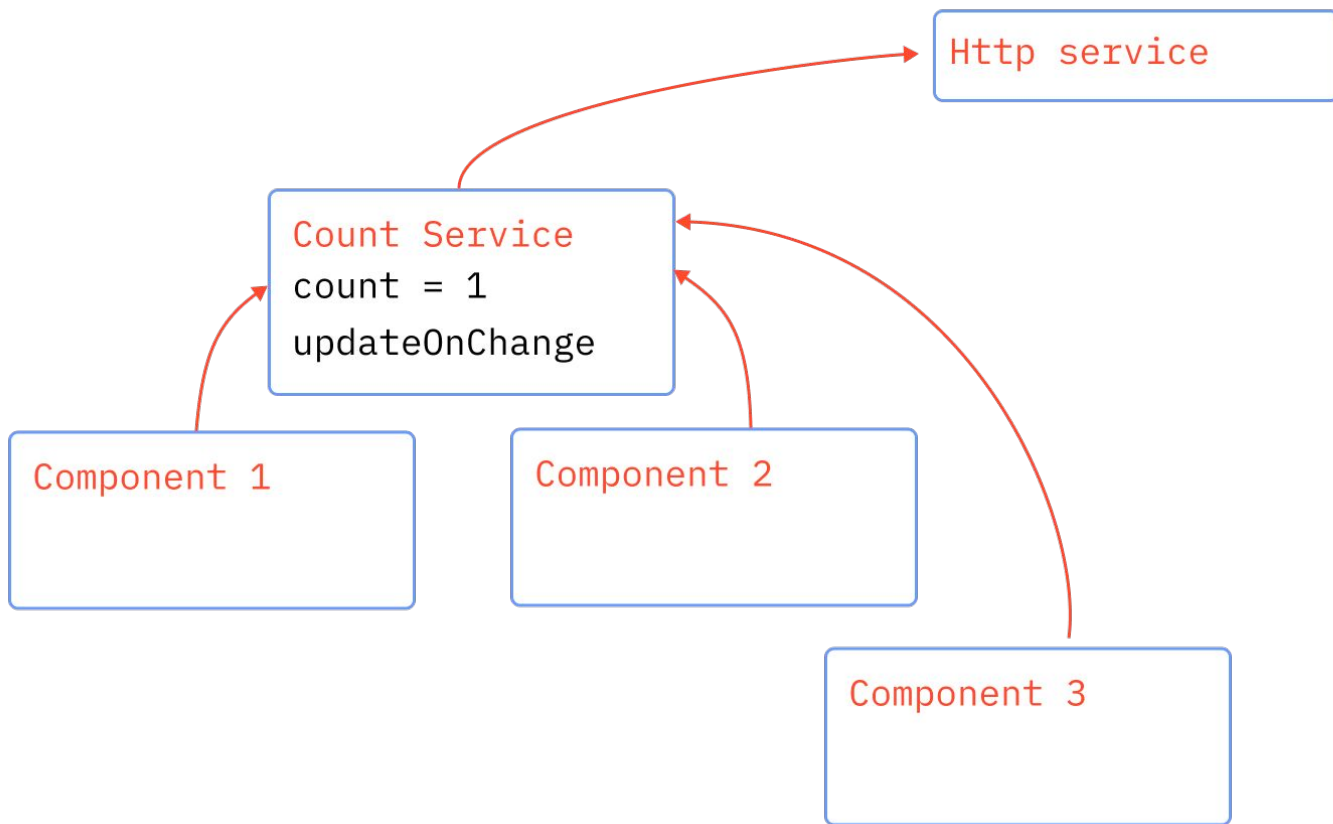 Http service
Count Service
count = 1
updateOnChange
Component 1
Component 2
Component 3